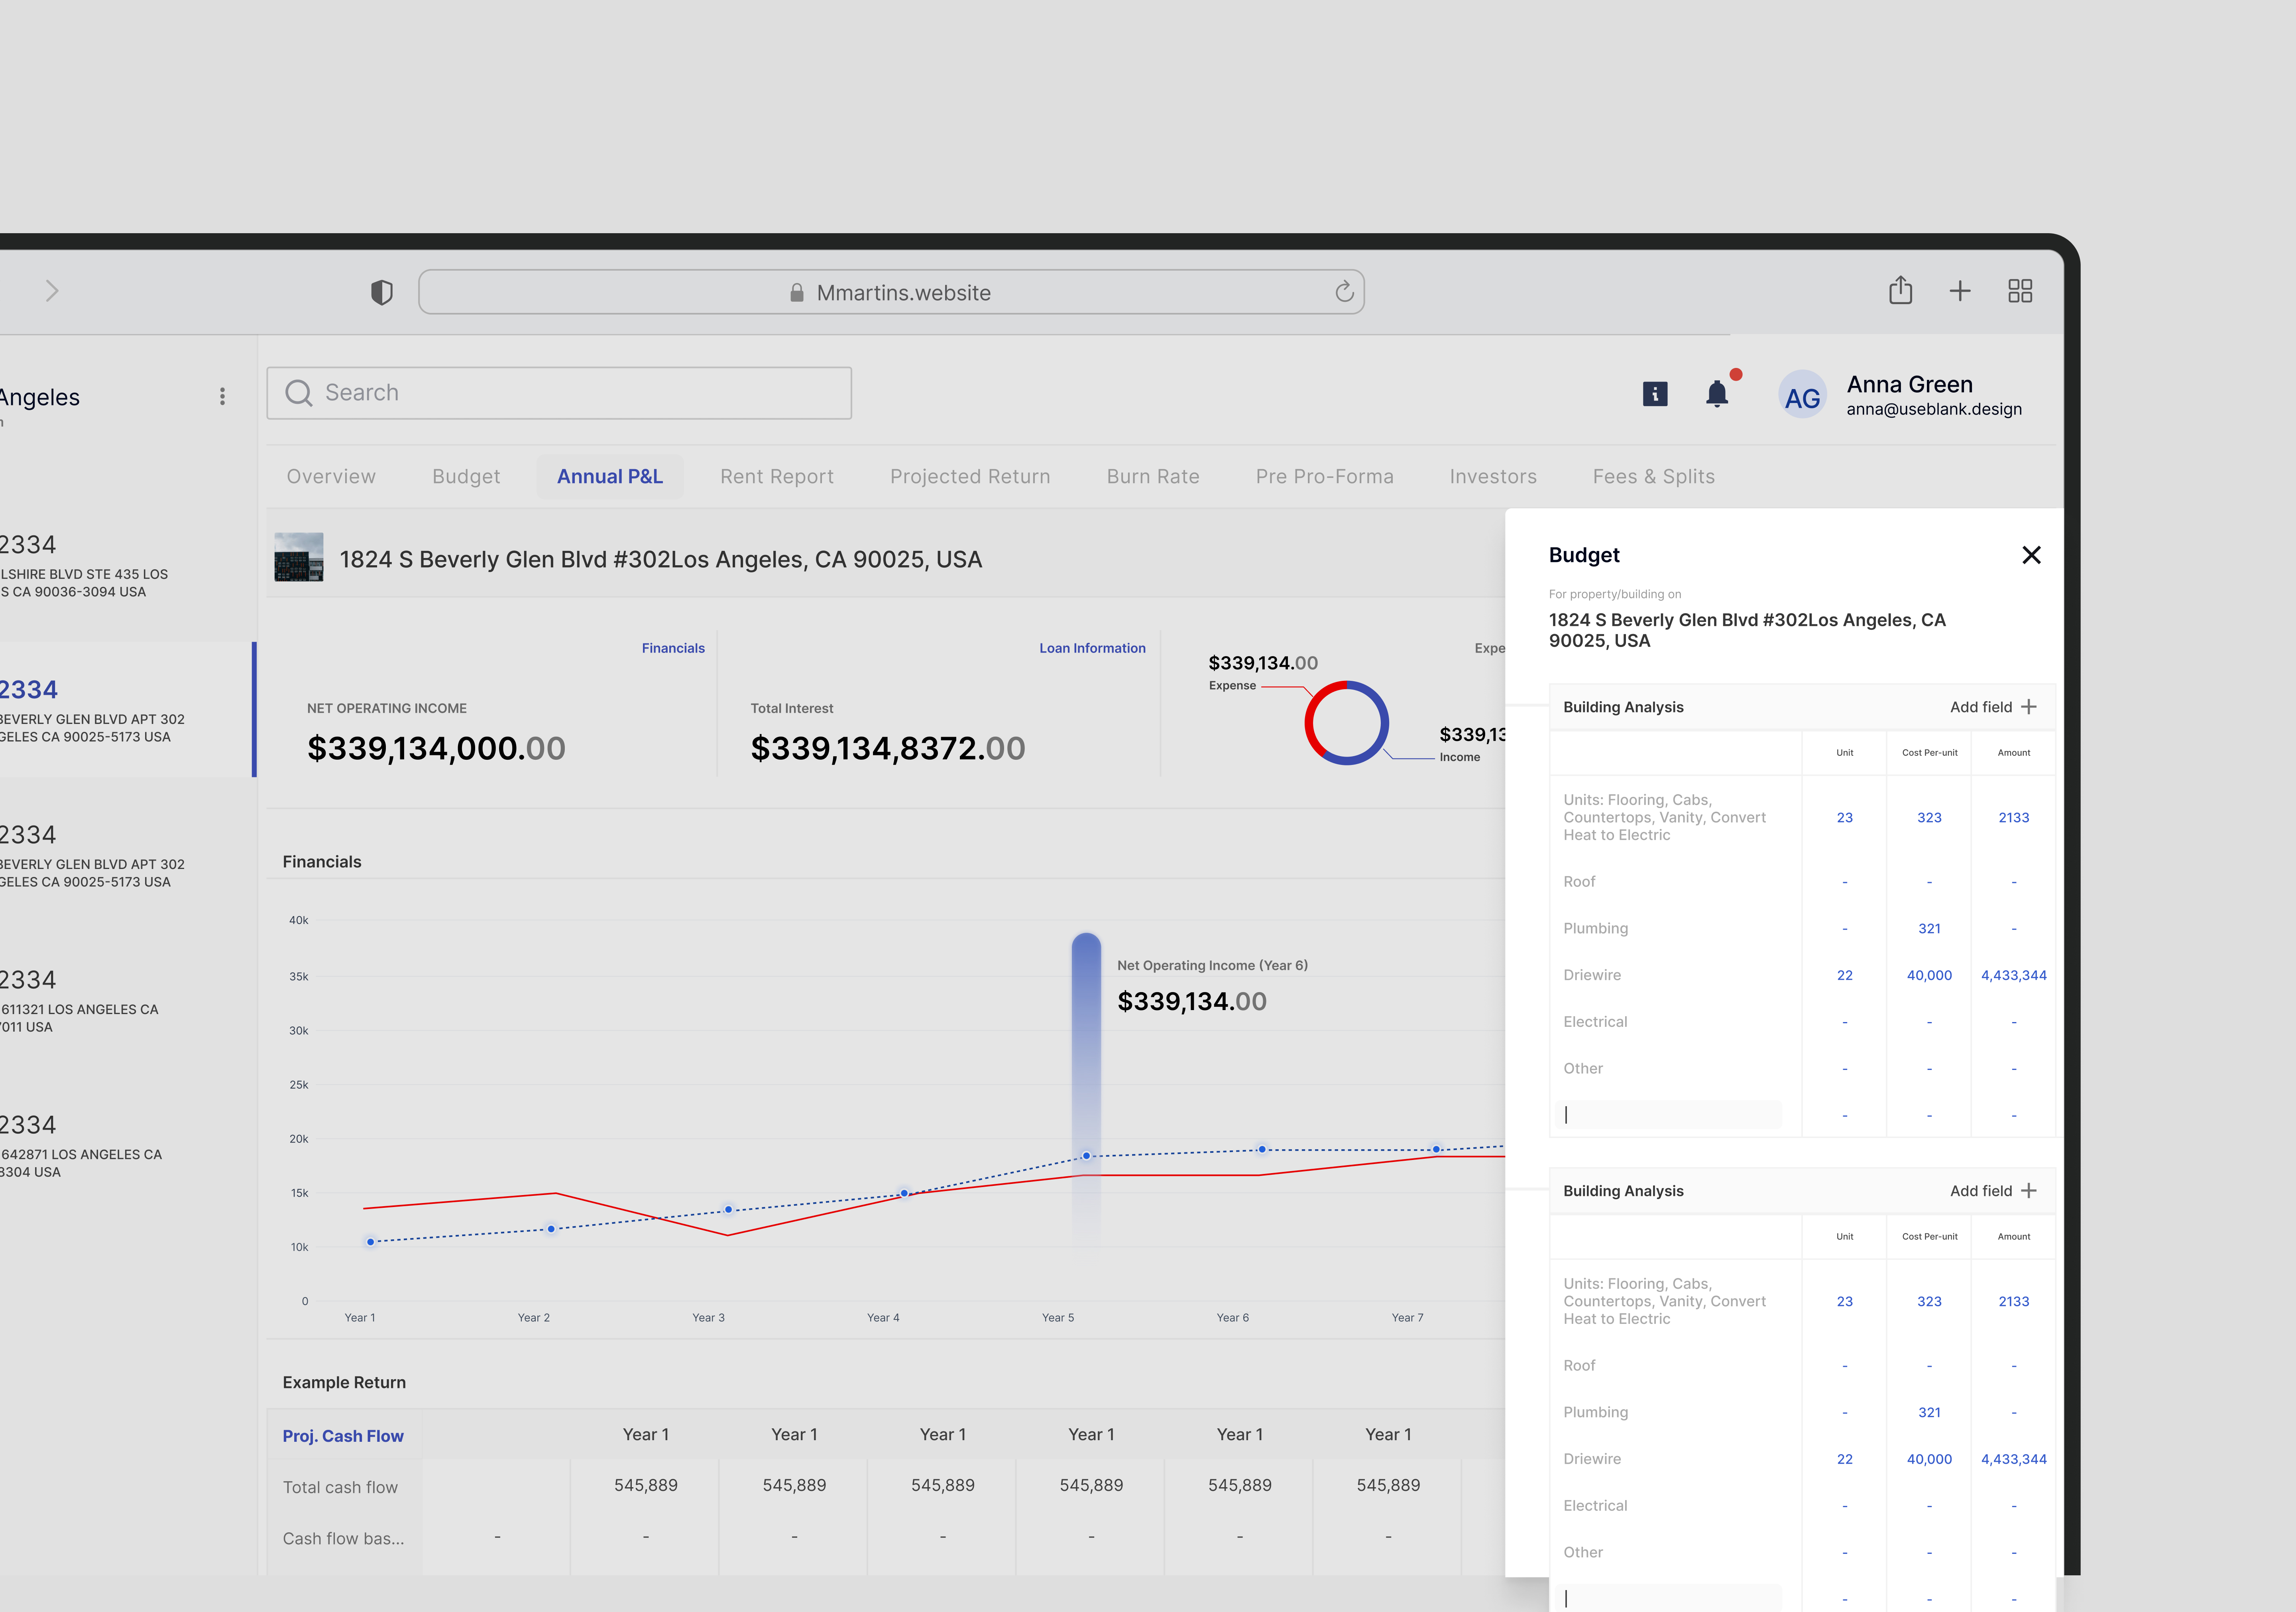 Mmartins.website
Angeles
Search
AG
Anna Green
anna@useblank.design
Overview
Budget
Annual P&L
Rent Report
Projected Return
Burn Rate
Pre Pro-Forma
Investors
Fees & Splits
2334
LSHIRE BLVD STE 435 LOS
S CA 90036-3094 USA
2334
BEVERLY GLEN BLVD APT 302
GELES CA 90025-5173 USA
2334
BEVERLY GLEN BLVD APT 302
GELES CA 90025-5173 USA
2334
611321 LOS ANGELES CA
7011 USA
2334
642871 LOS ANGELES CA
8304 USA
1824 S Beverly Glen Blvd #302Los Angeles, CA 90025, USA
Financials
NET OPERATING INCOME
$339,134,000.00
Loan Information
Total Interest
$339,134,8372.00
Expe
$339,134.00
Expense
$339,13
Income
Financials
40k
35k
30k
25k
20k
15k
10k
0
Net Operating Income (Year 6)
$339,134.00
Year 1 Year 2 Year 3 Year 4 Year 5 Year 6 Year 7
Example Return
Proj. Cash Flow Year 1 Year 1 Year 1 Year 1 Year 1 Year 1
Total cash flow 545,889 545,889 545,889 545,889 545,889 545,889
Cash flow bas... - - - - - - -
Budget
For property/building on
1824 S Beverly Glen Blvd #302Los Angeles, CA
90025, USA
Building Analysis Add field +
Unit Cost Per-unit Amount
Units: Flooring, Cabs,
Countertops, Vanity, Convert 23 323 2133
Heat to Electric
Roof - - -
Plumbing - 321 -
Driewire 22 40,000 4,433,344
Electrical - - -
Other - - -
- - -
Building Analysis Add field +
Unit Cost Per-unit Amount
Units: Flooring, Cabs,
Countertops, Vanity, Convert 23 323 2133
Heat to Electric
Roof - - -
Plumbing - 321 -
Driewire 22 40,000 4,433,344
Electrical - - -
Other - - -
- - -